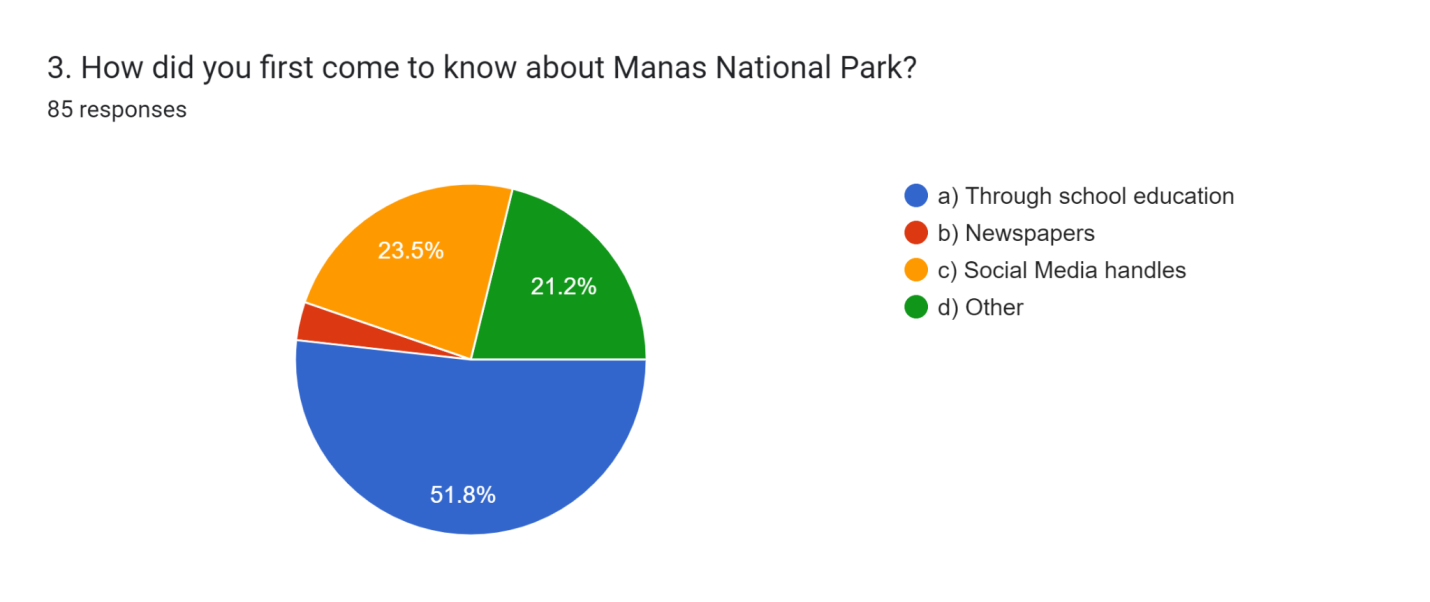 3. How did you first come to know about Manas National Park?
85 responses
a) Through school education
b) Newspapers
c) Social Media handles
d) Other
23.5%
21.2%
51.8%